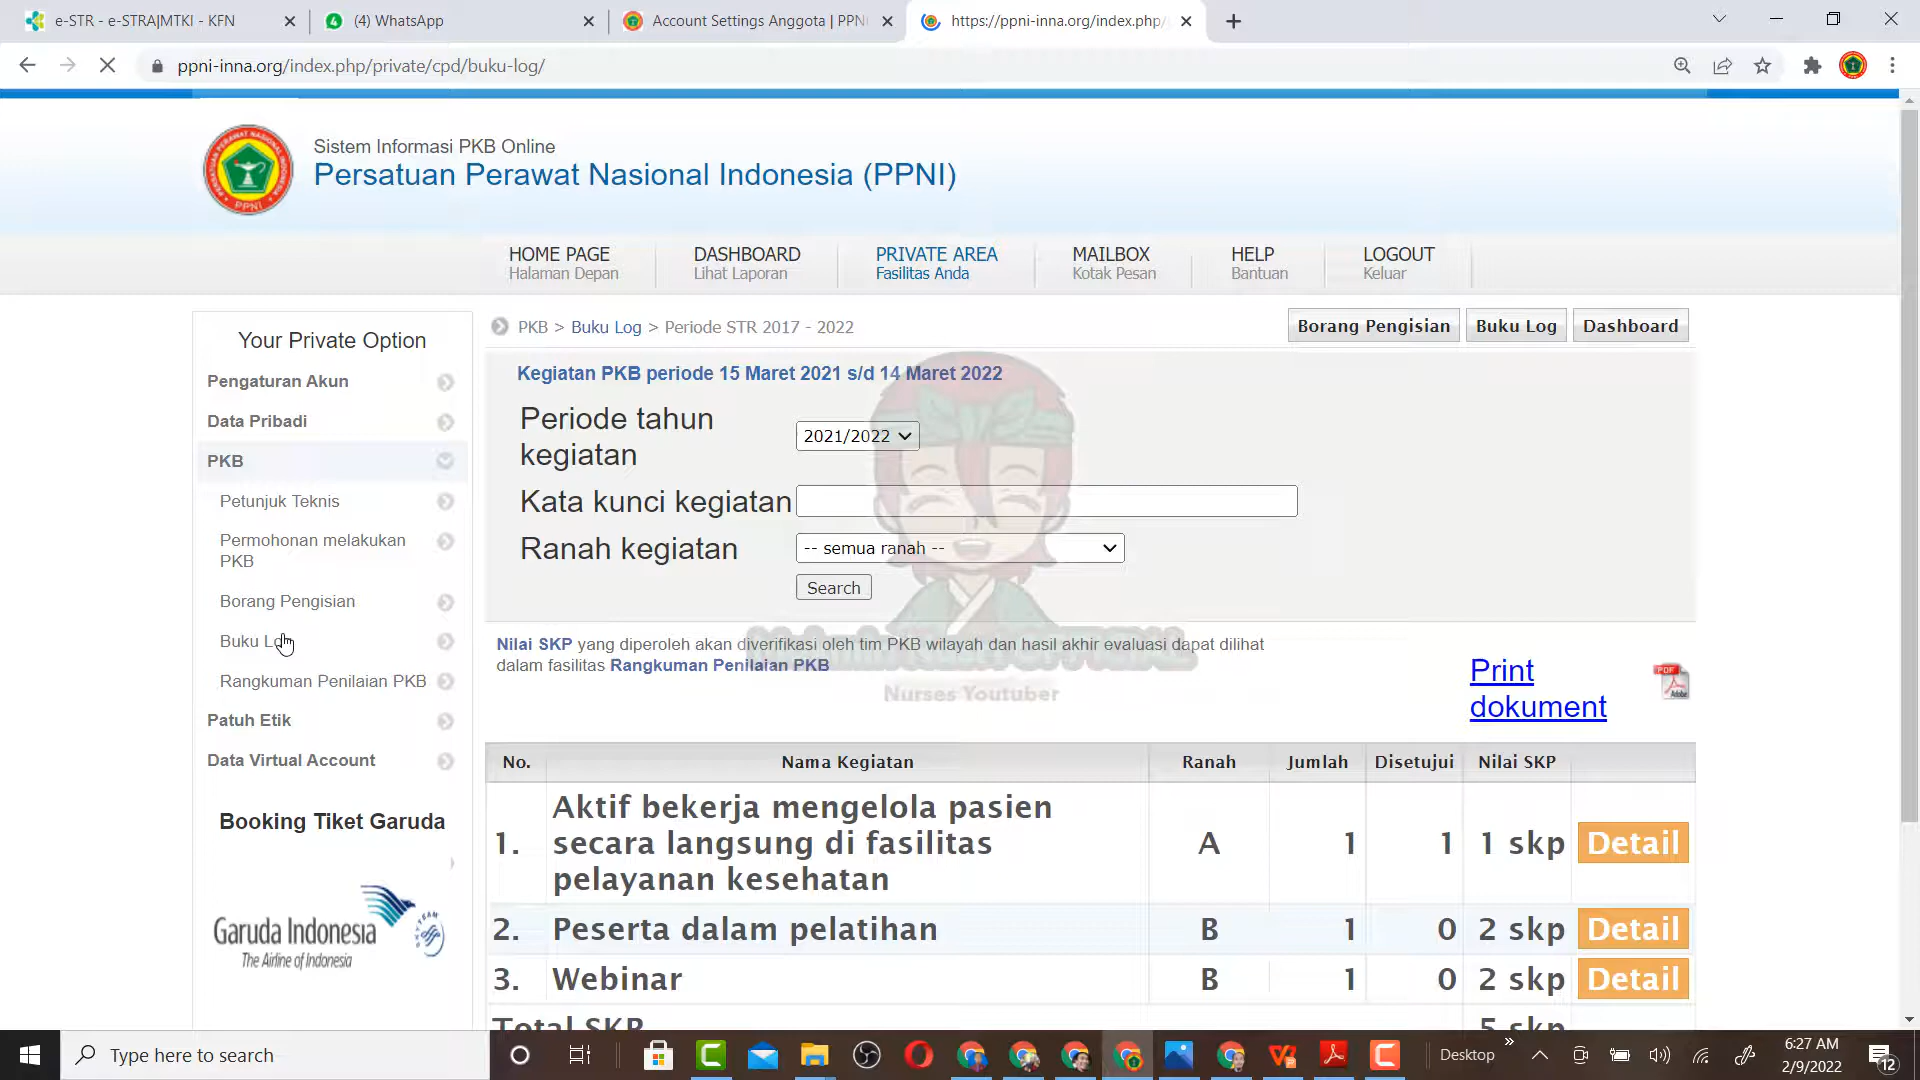 e-STR - e-STRA|MTKI - KFN
(4) WhatsApp
Account Settings Anggota | PPNI
https://ppni-inna.org/index.php/
ppni-inna.org/index.php/private/cpd/buku-log/
Sistem Informasi PKB Online
Persatuan Perawat Nasional Indonesia (PPNI)
HOME PAGE
Halaman Depan
DASHBOARD
Lihat Laporan
PRIVATE AREA
Fasilitas Anda
MAILBOX
Kotak Pesan
HELP
Bantuan
LOGOUT
Keluar
Your Private Option
Pengaturan Akun
Data Pribadi
PKB
Petunjuk Teknis
Permohonan melakukan
PKB
Borang Pengisian
Buku Log
Rangkuman Penilaian PKB
Patuh Etik
Data Virtual Account
Booking Tiket Garuda
Garuda Indonesia
The Airline of Indonesia
PKB > Buku Log > Periode STR 2017 - 2022
Borang Pengisian
Buku Log
Dashboard
Kegiatan PKB periode 15 Maret 2021 s/d 14 Maret 2022
Periode tahun
kegiatan
2021/2022
Kata kunci kegiatan
Ranah kegiatan
-- semua ranah --
Search
Nilai SKP yang diperoleh akan diverifikasi oleh tim PKB wilayah dan hasil akhir evaluasi dapat dilihat
dalam fasilitas Rangkuman Penilaian PKB
Nurses Youtuber
Print
dokument
No. Nama Kegiatan Ranah Jumlah Disetujui Nilai SKP
1. Aktif bekerja mengelola pasien
secara langsung di fasilitas
pelayanan kesehatan A 1 1 1 skp Detail
2. Peserta dalam pelatihan B 1 0 2 skp Detail
3. Webinar B 1 0 2 skp Detail
Total SKP 5 skp
Type here to search
Desktop
6:27 AM
2/9/2022
12